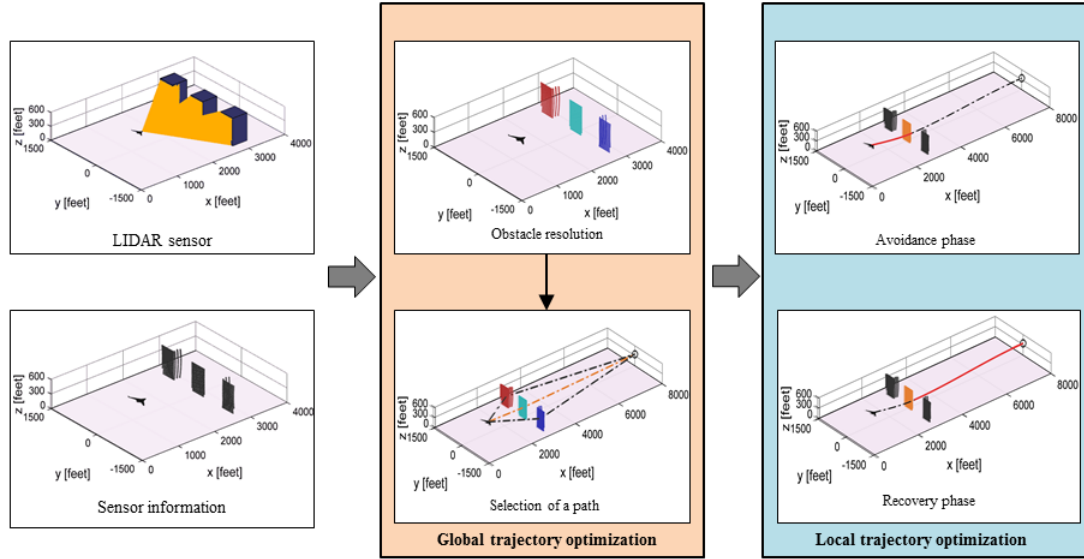 z [feet]
600
300
0
1500
0
-1500
y [feet]
0
1000
2000
3000
4000
x [feet]
LIDAR sensor
z [feet]
600
300
0
1500
0
-1500
y [feet]
0
1000
2000
3000
4000
x [feet]
Sensor information
z [feet]
600
300
0
1500
0
-1500
y [feet]
0
1000
2000
3000
4000
x [feet]
Obstacle resolution
z [feet]
600
300
0
1500
0
-1500
y [feet]
0
2000
4000
6000
8000
x [feet]
Selection of a path
Global trajectory optimization
z [feet]
600
300
0
1500
0
-1500
y [feet]
0
2000
4000
6000
8000
x [feet]
Avoidance phase
z [feet]
600
300
0
1500
0
-1500
y [feet]
0
2000
4000
6000
8000
x [feet]
Recovery phase
Local trajectory optimization